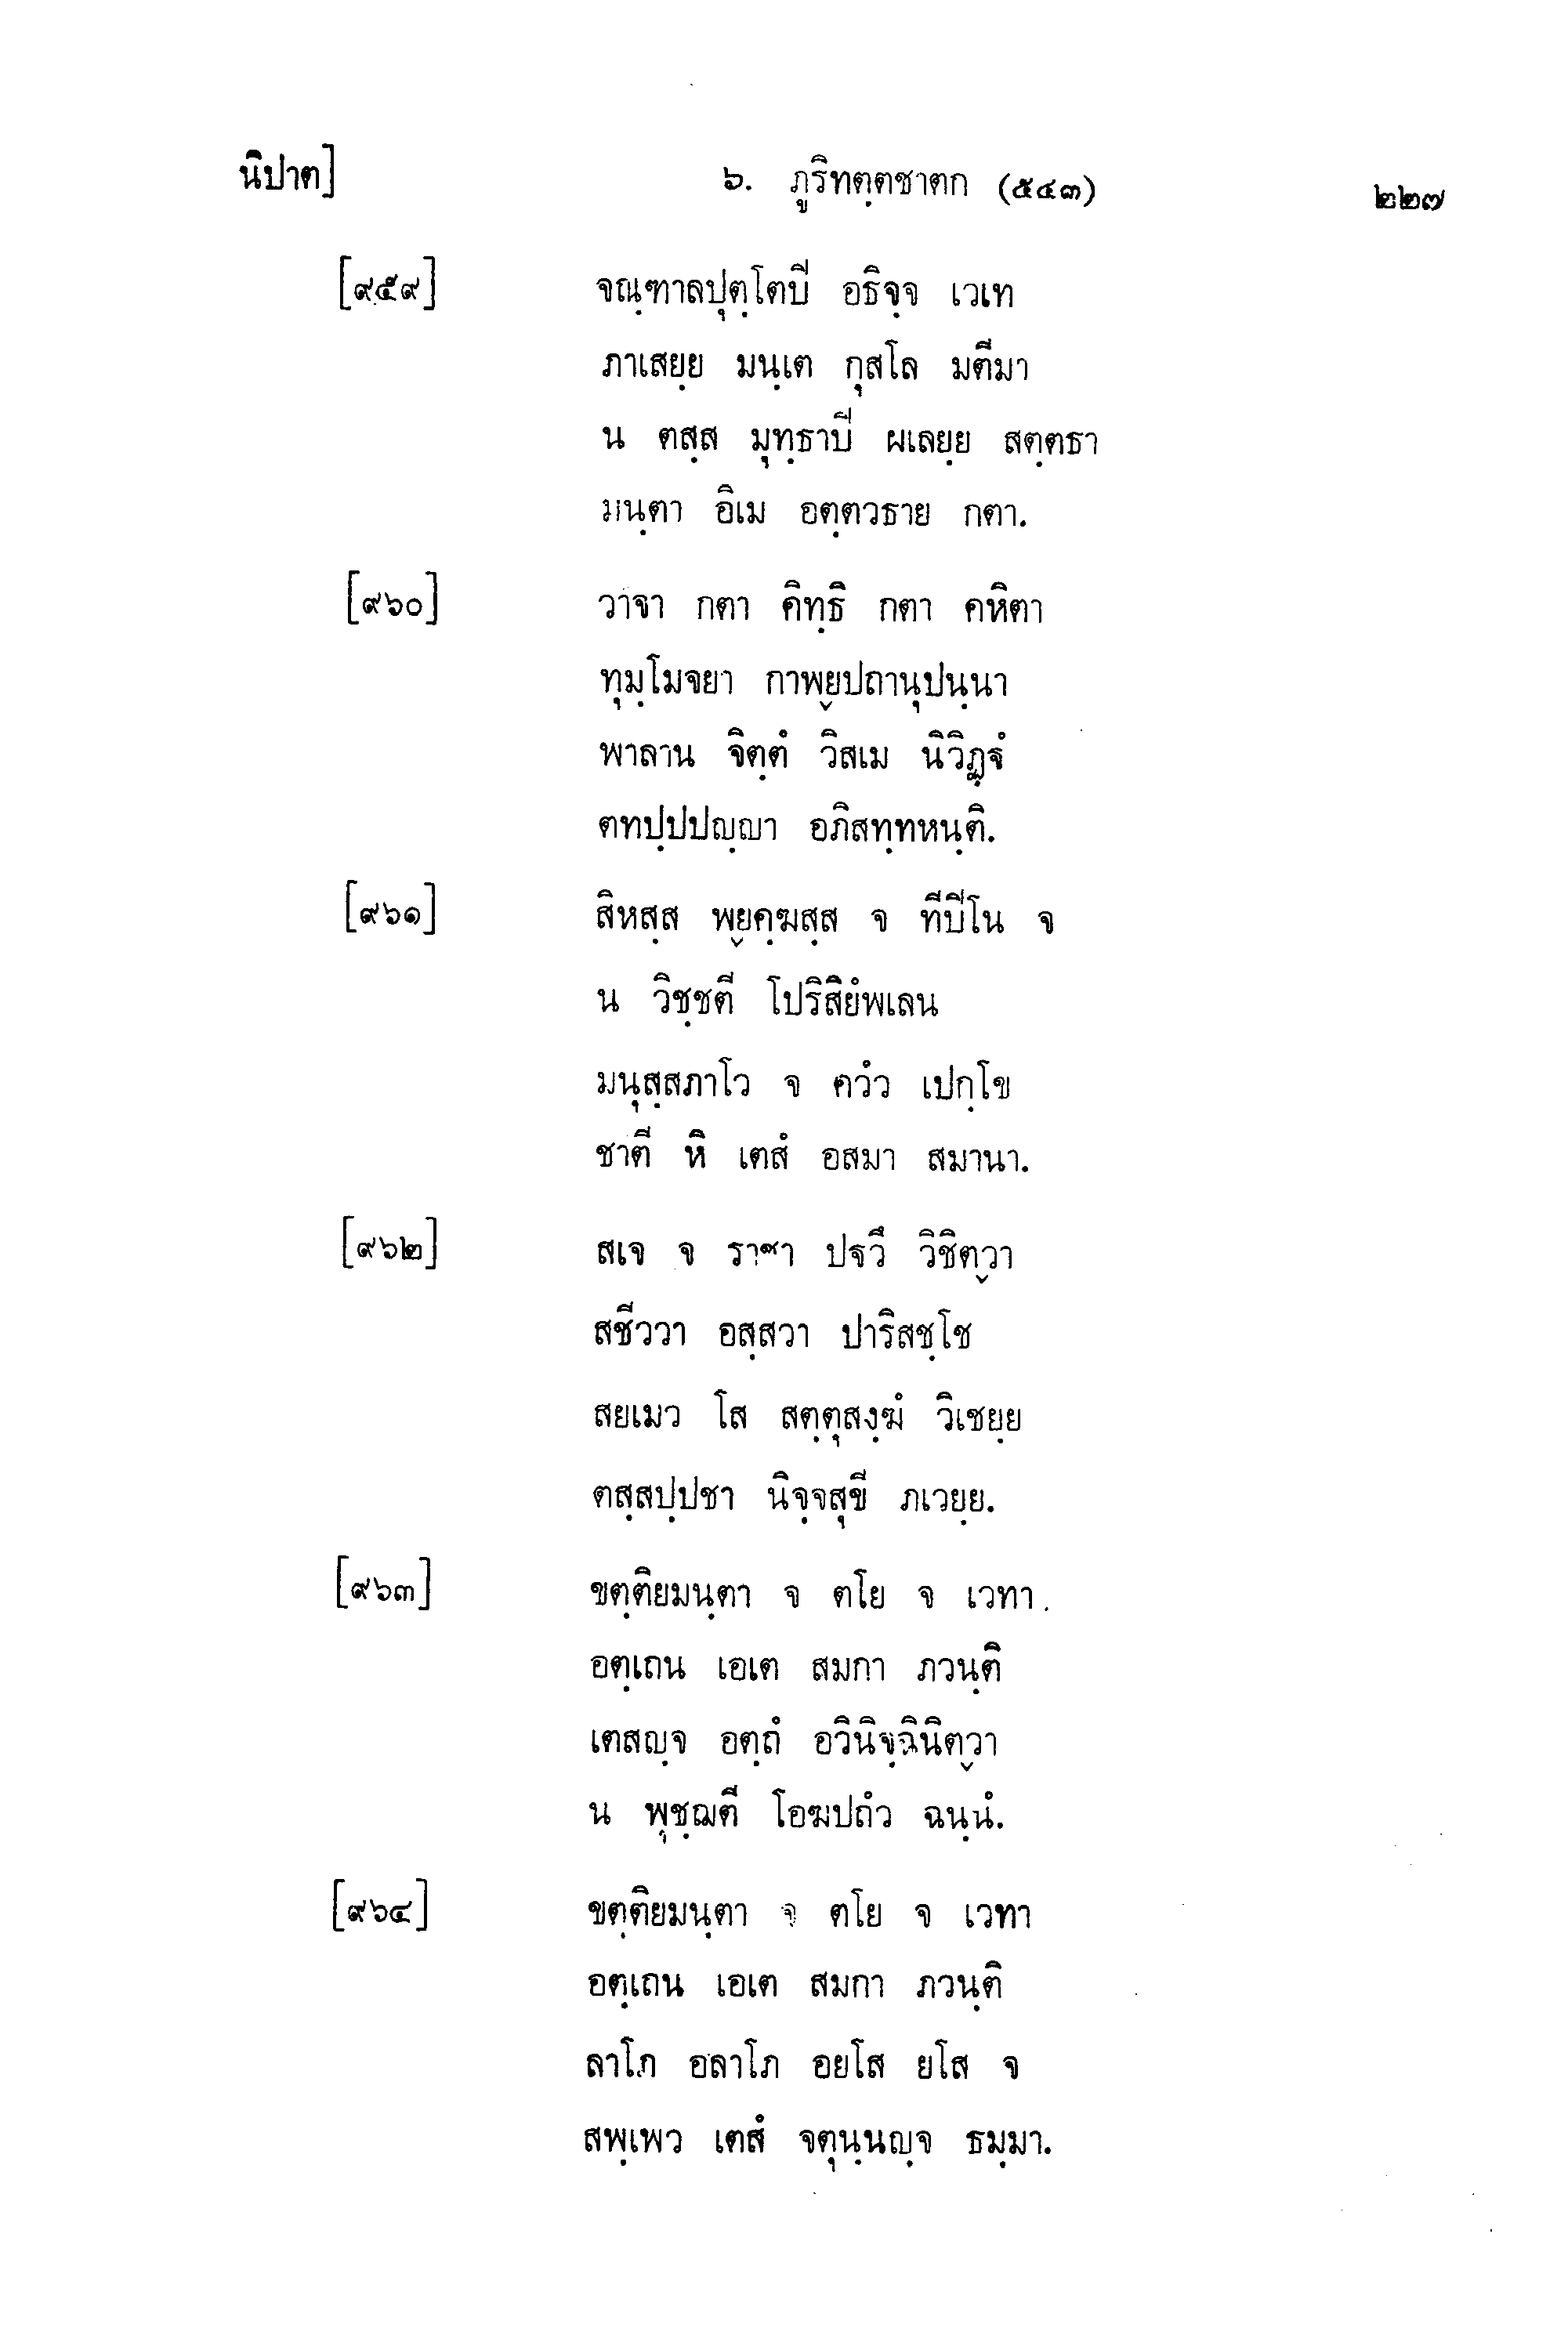 นิปาต] ๖. ภูริทตฺตชาตก (๕๔๓) ๒๒๗
[๙๕๙] จณฺฑาลปุตฺโตปี อธิจฺจ เวเท
ภาเสยฺย มนฺเต กุสโล มตีมา
น ตสฺส มุทฺธาปี ผเลยฺย สตฺตธา
มนฺตา อิเม อตฺตวธาย กตา.
[๙๖๐] วาจา กตา คิทฺธิ กตา คหิตา
ทุมฺโมจยา กาพฺยปถานุปนฺนา
พาลาน จิตฺตํ วิสเม นิวิฏฺฐํ
ตทปฺปปญฺญา อภิสทฺทหนฺติ.
[๙๖๑] สิหสฺส พฺยคฺฆสฺส จ ทีปิโน จ
น วิชฺชตี โปริสิยํพเลน
มนุสฺสภาโว จ ควํว เปกฺโข
ชาตี หิ เตสํ อสมา สมานา.
[๙๖๒] สเจ จ ราชา ปฐวึ วิชิตฺวา
สชีววา อสฺสวา ปาริสชฺโช
สยเมว โส สตฺตุสงฺฆํ วิเชยฺย
ตสฺสปฺปชา นิจฺจสุขี ภเวยฺย.
[๙๖๓] ขตฺติยมนฺตา จ ตโย จ เวทา
อตฺเถน เอเต สมกา ภวนฺติ
เตสญฺจ อตฺถํ อวินิจฺฉินิตฺวา
น พุชฺฌตี โอฆปถํว ฉนฺนํ.
[๙๖๔] ขตฺติยมนฺตา จ ตโย จ เวทา
อตฺเถน เอเต สมกา ภวนฺติ
ลาโภ อลาโภ อยโส ยโส จ
สพฺเพว เตสํ จตุนฺนญฺจ ธมฺมา.